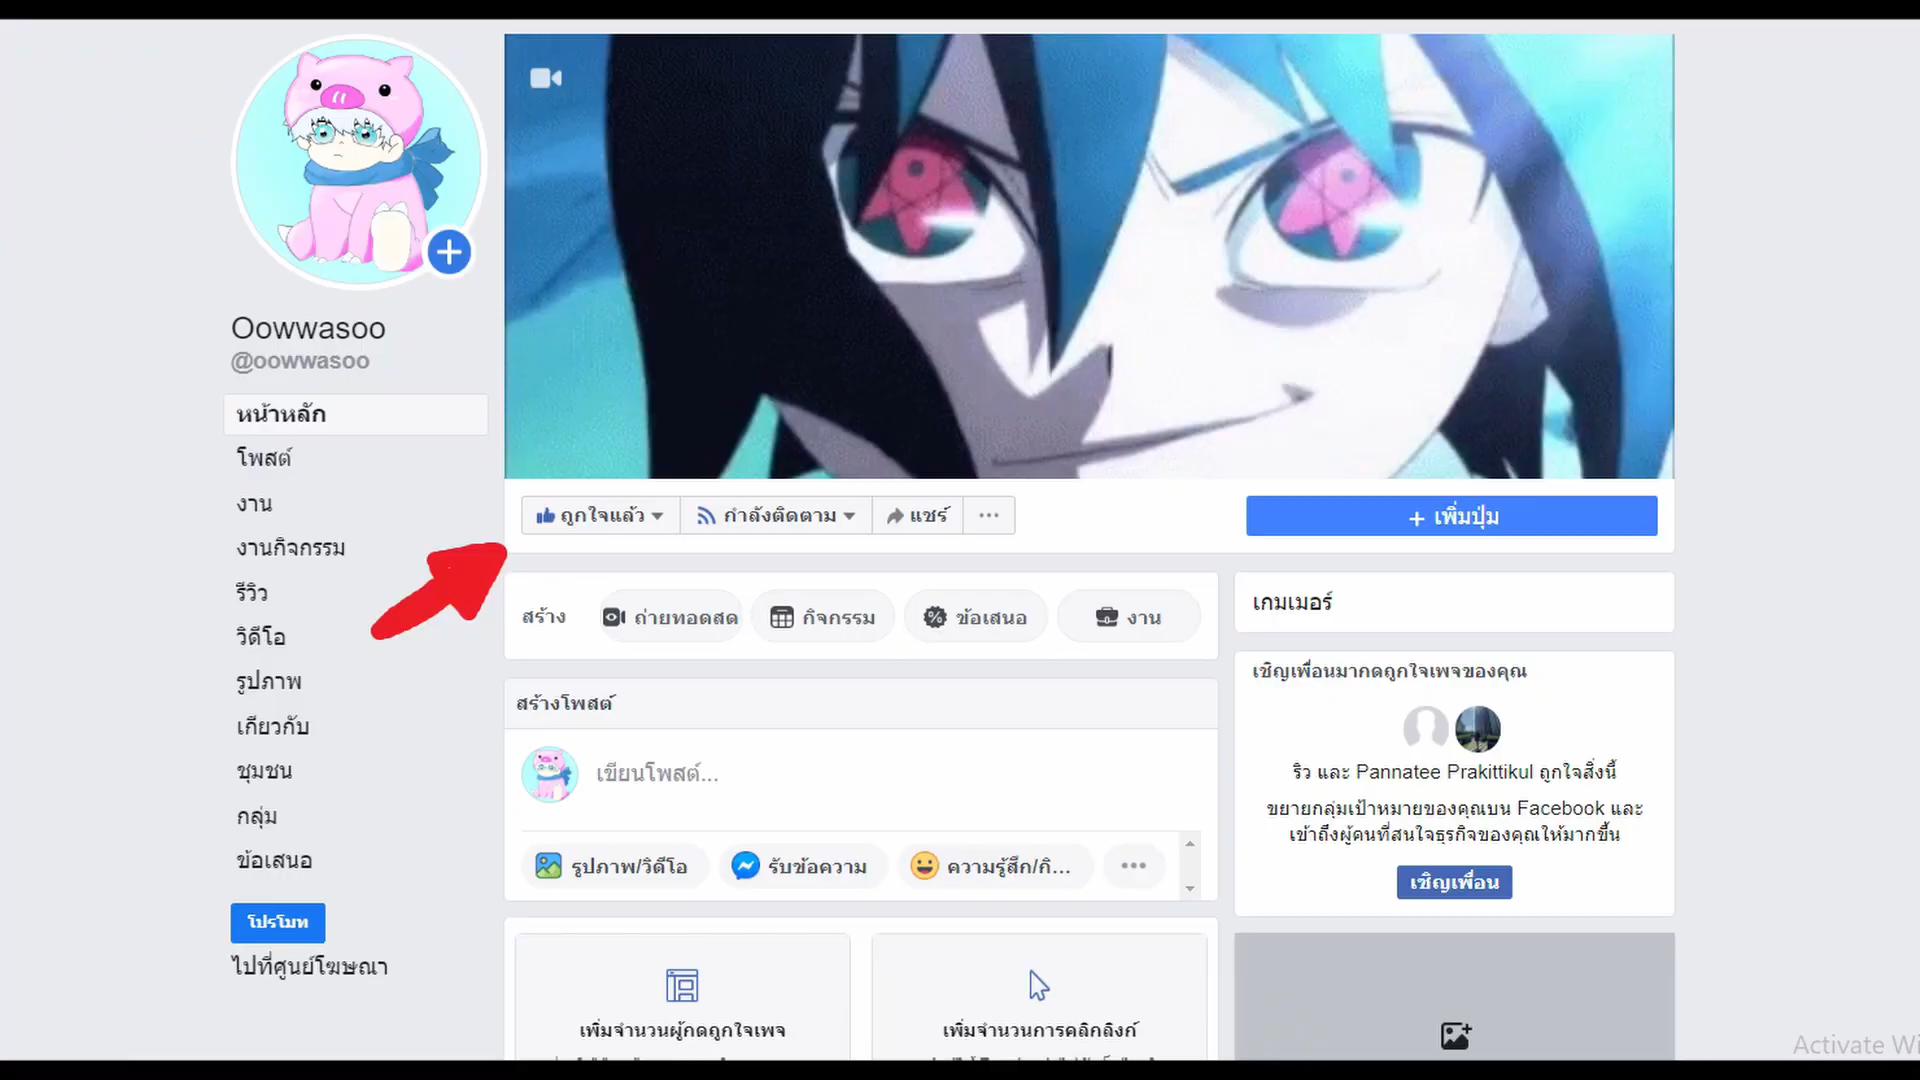 Oowwasoo
@oowwasoo
หน้าหลัก
โพสต์
งาน
งานกิจกรรม
รีวิว
วิดีโอ
รูปภาพ
เกี่ยวกับ
ชุมชน
กลุ่ม
ข้อเสนอ
โปรโมท
ไปที่ศูนย์โฆษณา
ถูกใจแล้ว กำลังติดตาม แชร์
+ เพิ่มปุ่ม
สร้าง ถ่ายทอดสด กิจกรรม ข้อเสนอ งาน
สร้างโพสต์
เขียนโพสต์...
รูปภาพ/วิดีโอ รับข้อความ ความรู้สึก/กิ...
เพิ่มจำนวนผู้กดถูกใจเพจ
เพิ่มจำนวนการคลิกลิงก์
เกมเมอร์
เชิญเพื่อนมากดถูกใจเพจของคุณ
ริว และ Pannatee Prakittikul ถูกใจสิ่งนี้
ขยายกลุ่มเป้าหมายของคุณบน Facebook และ
เข้าถึงผู้คนที่สนใจธุรกิจของคุณให้มากขึ้น
เชิญเพื่อน
Activate Wi